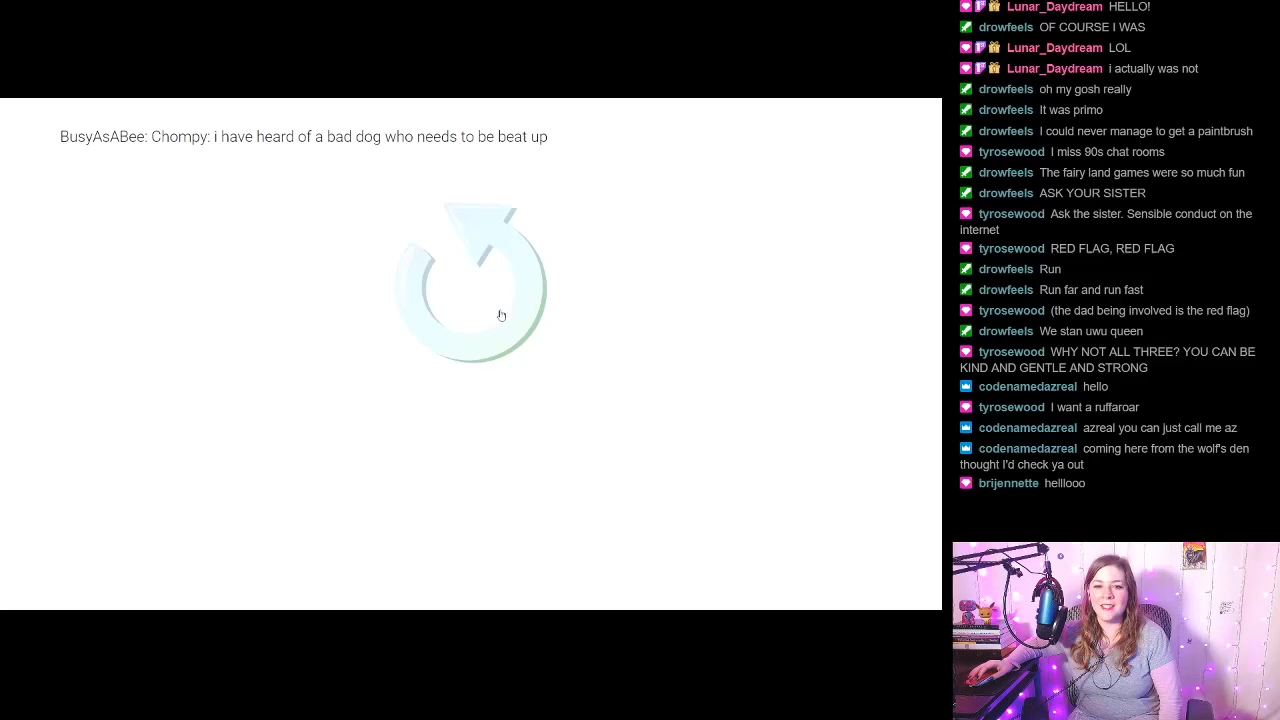 BusyAsABee: Chompy: i have heard of a bad dog who needs to be beat up
Lunar_Daydream HELLO!
drowfeels OF COURSE I WAS
Lunar_Daydream LOL
Lunar_Daydream i actually was not
drowfeels oh my gosh really
drowfeels It was primo
drowfeels I could never manage to get a paintbrush
tyrosewood I miss 90s chat rooms
drowfeels The fairy land games were so much fun
drowfeels ASK YOUR SISTER
tyrosewood Ask the sister. Sensible conduct on the
internet
tyrosewood RED FLAG, RED FLAG
drowfeels Run
drowfeels Run far and run fast
tyrosewood (the dad being involved is the red flag)
drowfeels We stan uwu queen
tyrosewood WHY NOT ALL THREE? YOU CAN BE
KIND AND GENTLE AND STRONG
codenamedazreal hello
tyrosewood I want a ruffaroar
codenamedazreal azreal you can just call me az
codenamedazreal coming here from the wolf's den
thought I'd check ya out
brijennette helllooo